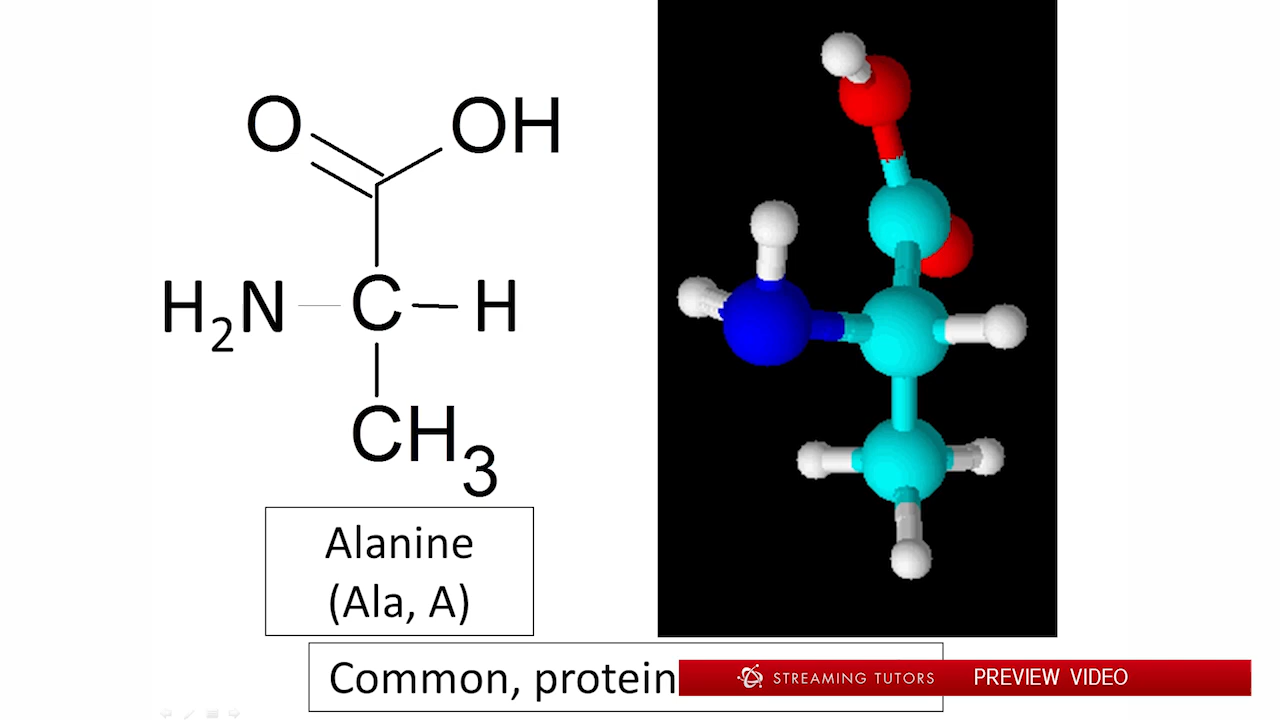 O OH
H₂N C H
CH₃
Alanine
(Ala, A)
Common, protein
STREAMING TUTORS PREVIEW VIDEO